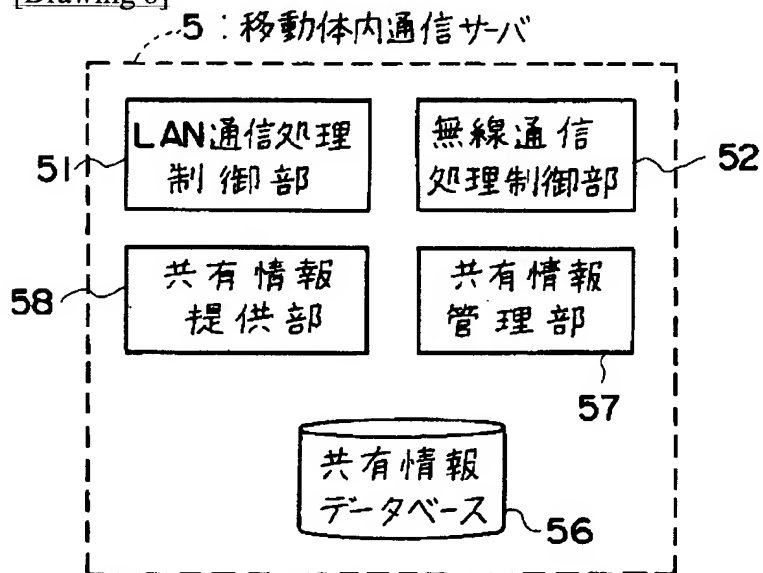 [Drawing 6]
5:移動体内通信サーバ
51
LAN通信処理
制御部
無線通信
処理制御部
52
58
共有情報
提供部
共有情報
管理部
57
共有情報
データベース
56